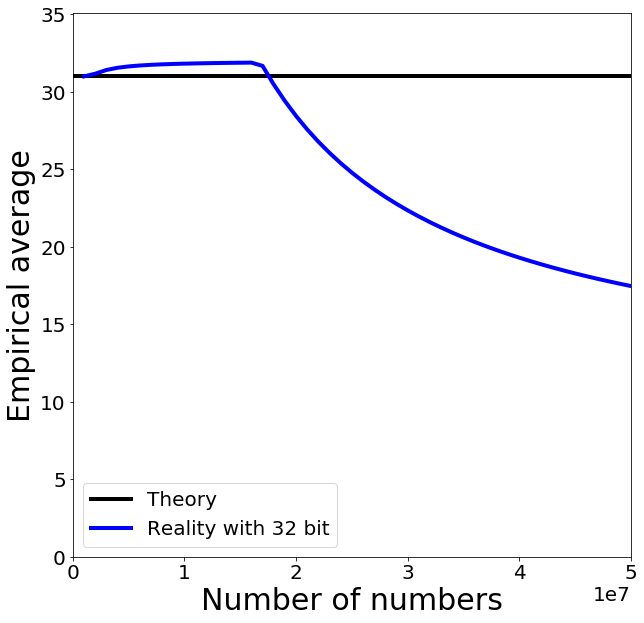 35
30
25
20
15
10
5
0
Empirical average
Theory
Reality with 32 bit
0 1 2 3 4 5
1e7
Number of numbers